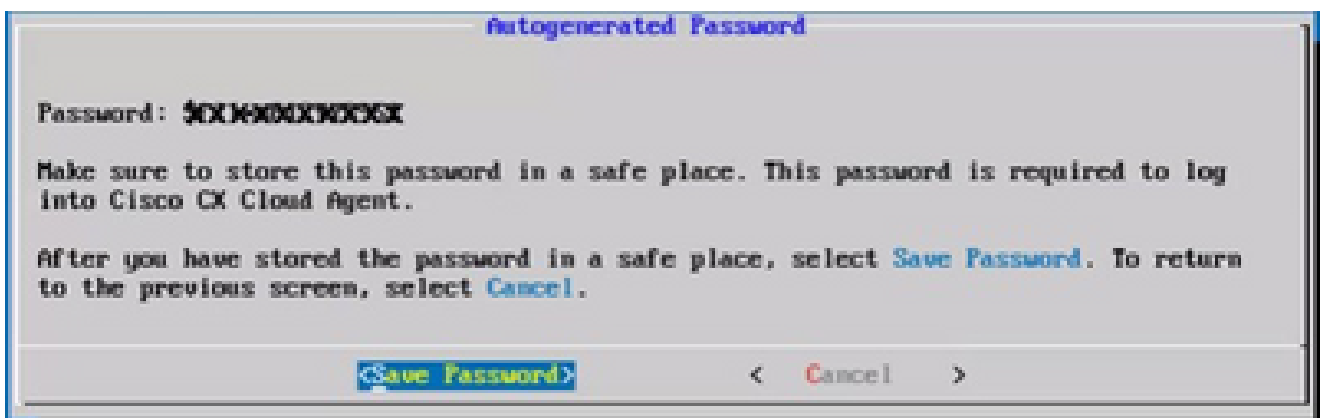 Autogenerated Password
Password:
Make sure to store this password in a safe place. This password is required to log
into Cisco CX Cloud Agent.
After you have stored the password in a safe place, select Save Password. To return
to the previous screen, select Cancel.
<Save Password> < Cancel >